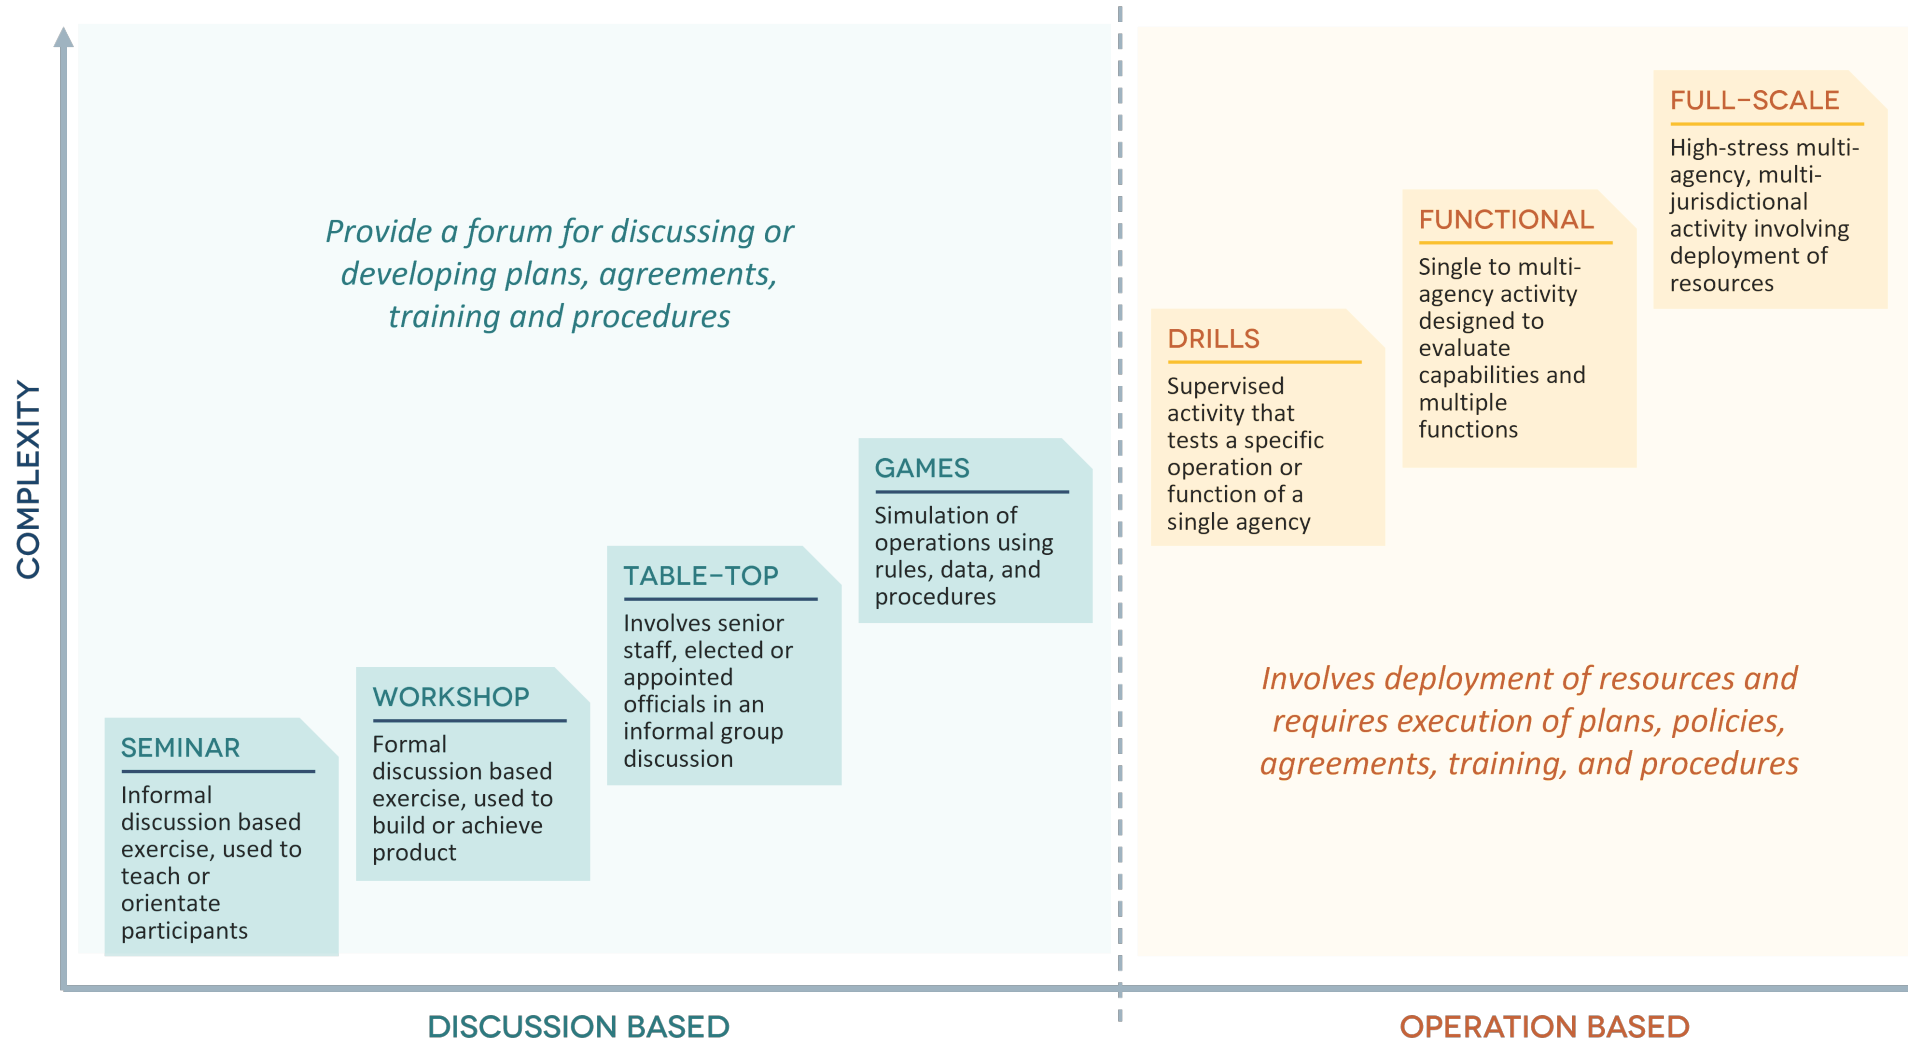 COMPLEXITY
Provide a forum for discussing or
developing plans, agreements,
training and procedures
SEMINAR
Informal
discussion based
exercise, used to
teach or
orientate
participants
WORKSHOP
Formal
discussion based
exercise, used to
build or achieve
product
TABLE-TOP
Involves senior
staff, elected or
appointed
officials in an
informal group
discussion
GAMES
Simulation of
operations using
rules, data, and
procedures
DRILLS
Supervised
activity that
tests a specific
operation or
function of a
single agency
FUNCTIONAL
Single to multi-
agency activity
designed to
evaluate
capabilities and
multiple
functions
FULL-SCALE
High-stress multi-
agency, multi-
jurisdictional
activity involving
deployment of
resources
Involves deployment of resources and
requires execution of plans, policies,
agreements, training, and procedures
DISCUSSION BASED
OPERATION BASED